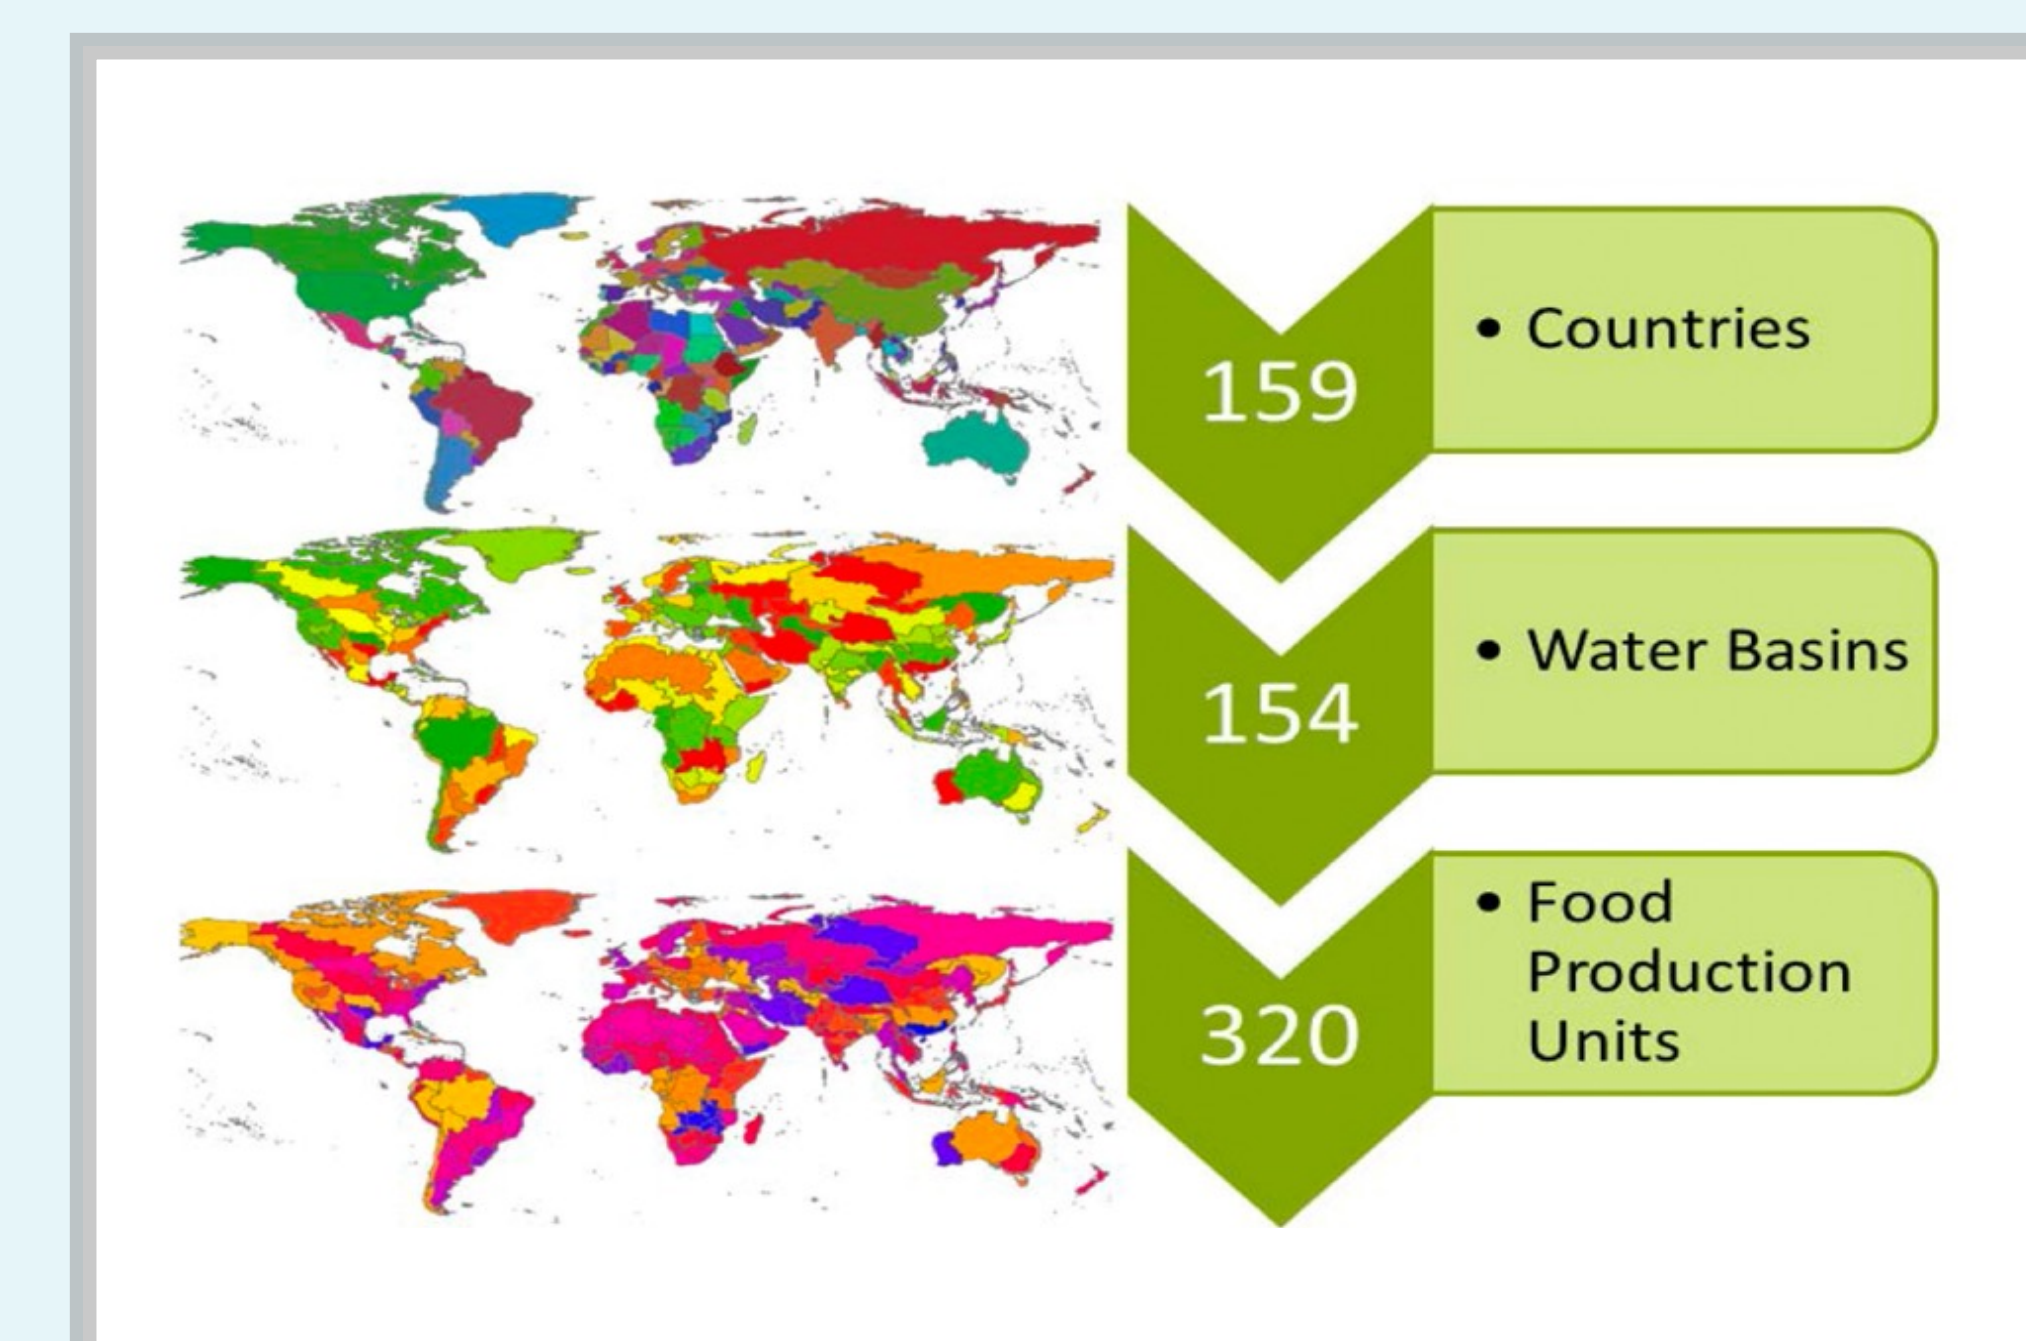 159
• Countries
154
• Water Basins
320
• Food
Production
Units